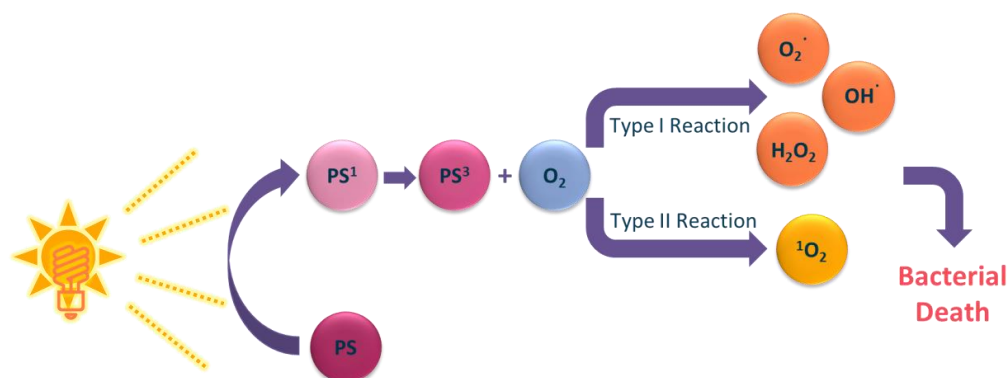 O₂˙
OH˙
Type I Reaction
H₂O₂
PS¹
PS³
+
O₂
Type II Reaction
¹O₂
Bacterial
Death
PS